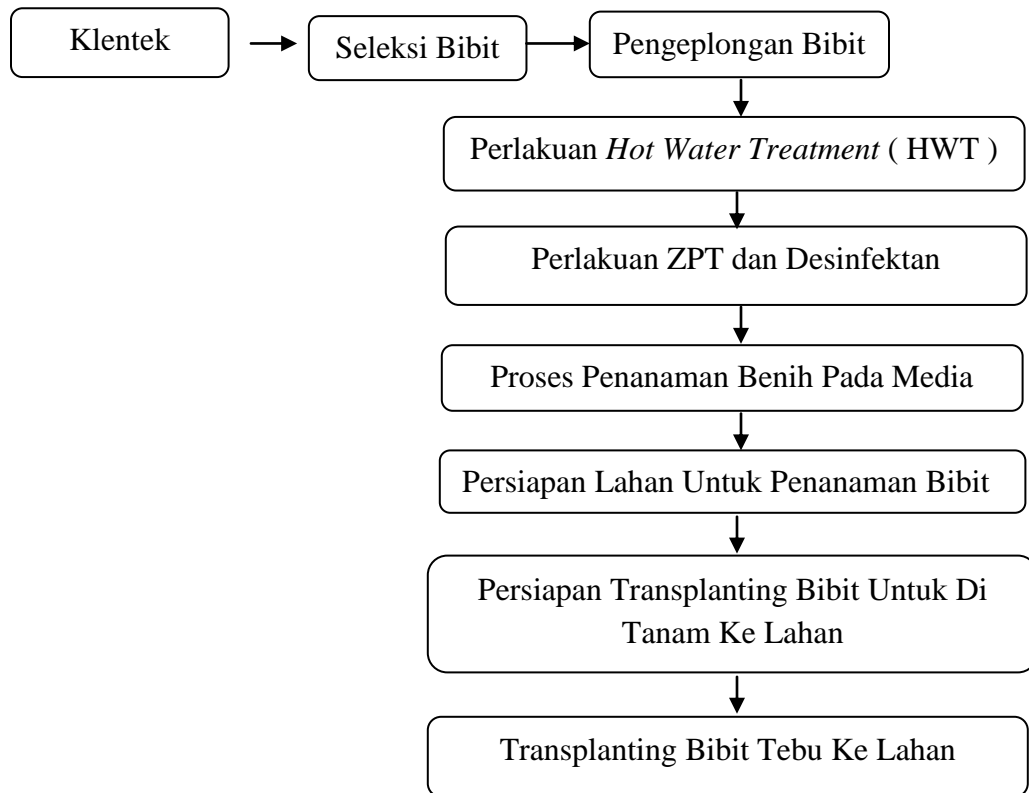 Klentek
Seleksi Bibit
Pengeplongan Bibit
Perlakuan Hot Water Treatment ( HWT )
Perlakuan ZPT dan Desinfektan
Proses Penanaman Benih Pada Media
Persiapan Lahan Untuk Penanaman Bibit
Persiapan Transplanting Bibit Untuk Di
Tanam Ke Lahan
Transplanting Bibit Tebu Ke Lahan